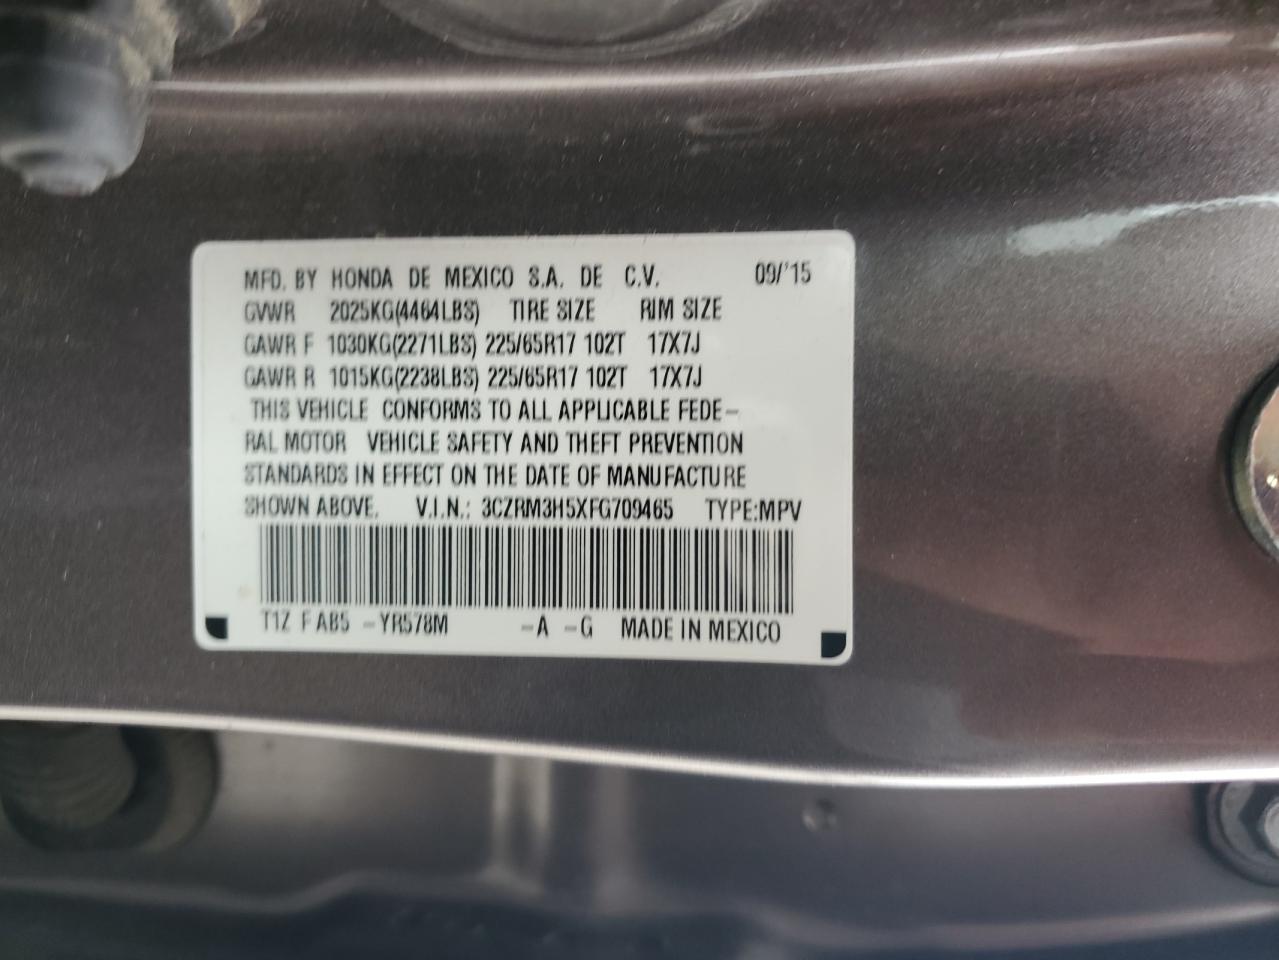 MFD. BY HONDA DE MEXICO S.A. DE C.V. 09/'15
GVWR 2025KG(4464LBS) TIRE SIZE RIM SIZE
GAWR F 1030KG(2271LBS) 225/65R17 102T 17X7J
GAWR R 1015KG(2238LBS) 225/65R17 102T 17X7J
THIS VEHICLE CONFORMS TO ALL APPLICABLE FEDE-
RAL MOTOR VEHICLE SAFETY AND THEFT PREVENTION
STANDARDS IN EFFECT ON THE DATE OF MANUFACTURE
SHOWN ABOVE. V.I.N.: 3CZRM3H5XFG709465 TYPE:MPV
T1Z F AB5 -YR578M -A -G MADE IN MEXICO